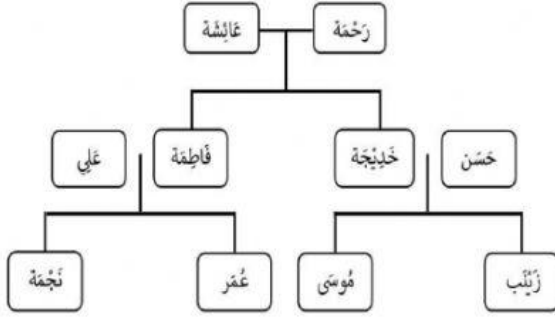 رَحْمَة عَائِشَة
حَسَن خَدِيْجَة فَاطِمَة عَلِي
زَيْنَب مُوسَى عُمَر نَجْمَة